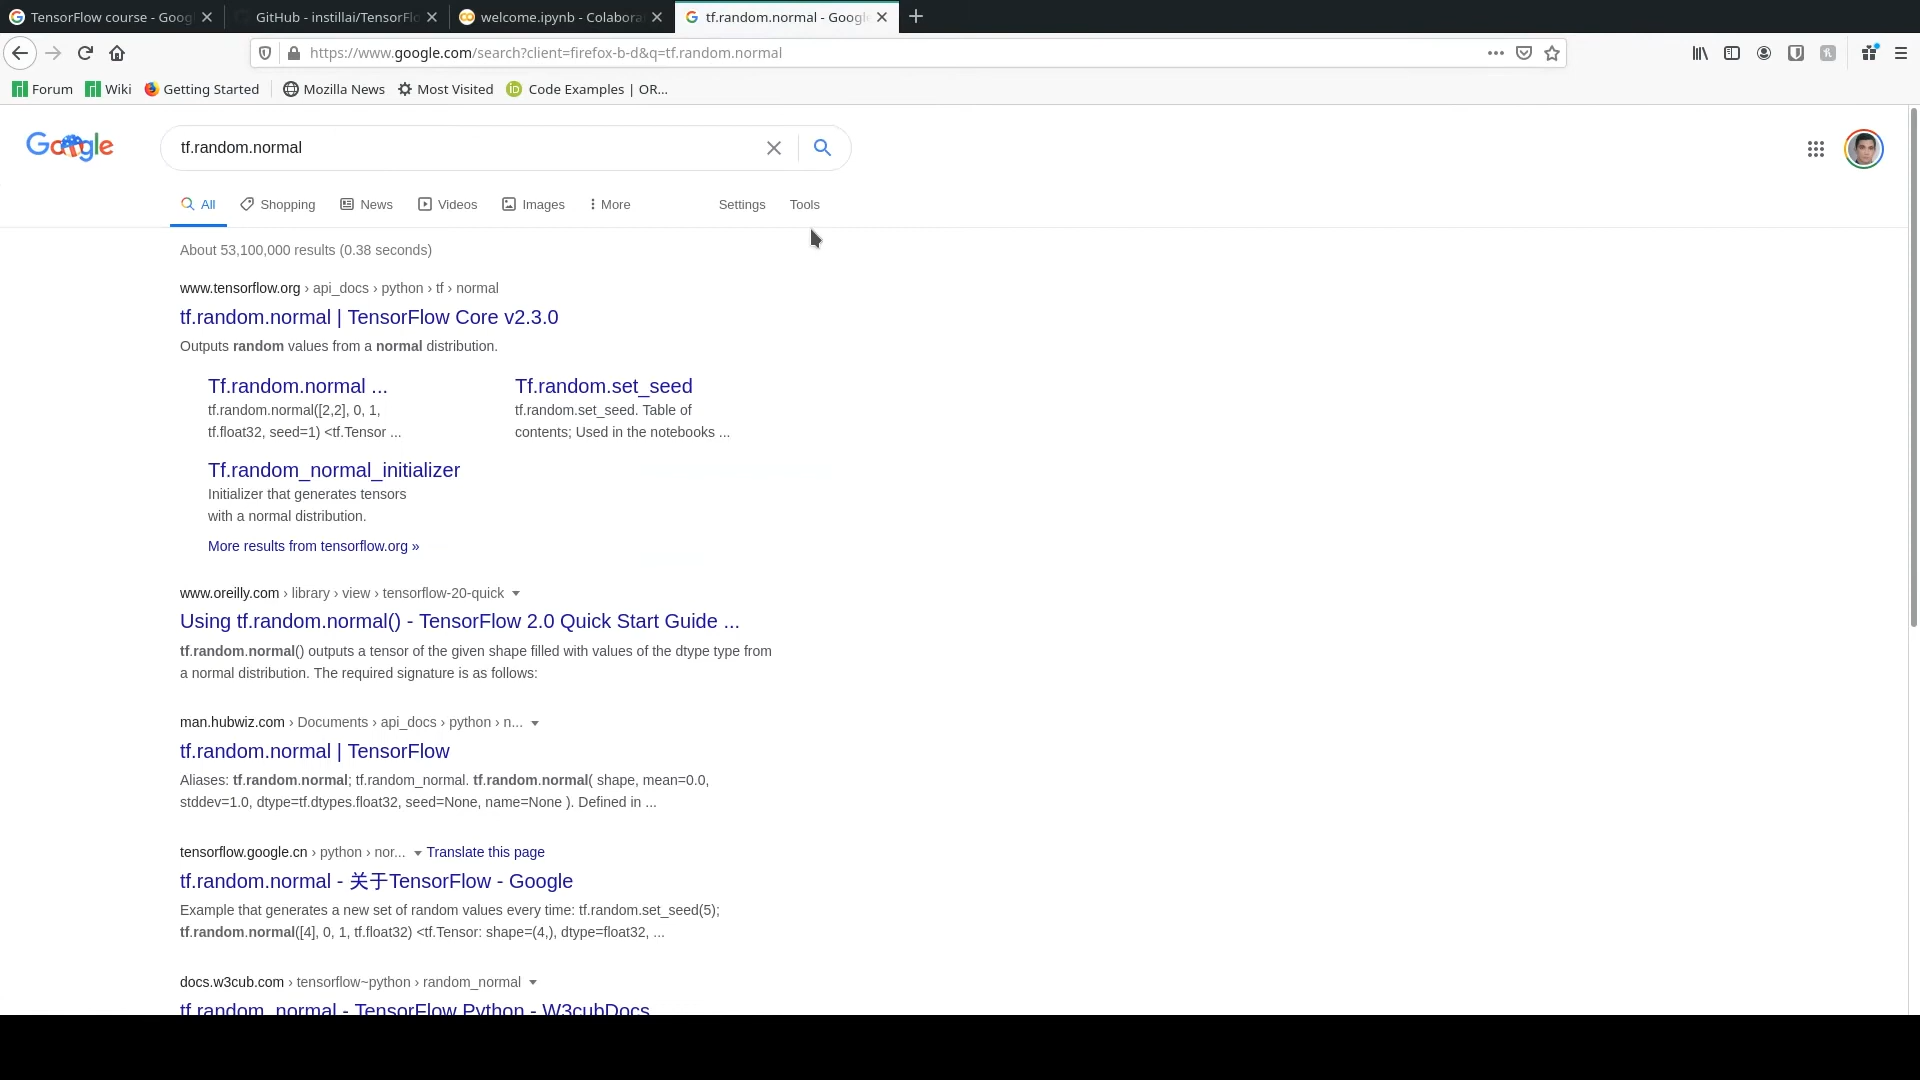 TensorFlow course - Goog
GitHub - instillai/TensorFlo
welcome.ipynb - Colabora
tf.random.normal - Googl
https://www.google.com/search?client=firefox-b-d&q=tf.random.normal
Forum
Wiki
Getting Started
Mozilla News
Most Visited
Code Examples | OR...
Google
tf.random.normal
All
Shopping
News
Videos
Images
More
Settings
Tools
About 53,100,000 results (0.38 seconds)
www.tensorflow.org › api_docs › python › tf › normal
tf.random.normal | TensorFlow Core v2.3.0
Outputs random values from a normal distribution.
Tf.random.normal ...
tf.random.normal([2,2], 0, 1,
tf.float32, seed=1) <tf.Tensor ...
Tf.random.set_seed
tf.random.set_seed. Table of
contents; Used in the notebooks ...
Tf.random_normal_initializer
Initializer that generates tensors
with a normal distribution.
More results from tensorflow.org »
www.oreilly.com › library › view › tensorflow-20-quick
Using tf.random.normal() - TensorFlow 2.0 Quick Start Guide ...
tf.random.normal() outputs a tensor of the given shape filled with values of the dtype type from
a normal distribution. The required signature is as follows:
man.hubwiz.com › Documents › api_docs › python › n...
tf.random.normal | TensorFlow
Aliases: tf.random.normal; tf.random_normal. tf.random.normal( shape, mean=0.0,
stddev=1.0, dtype=tf.dtypes.float32, seed=None, name=None ). Defined in ...
tensorflow.google.cn › python › nor...
Translate this page
tf.random.normal - 关于TensorFlow - Google
Example that generates a new set of random values every time: tf.random.set_seed(5);
tf.random.normal([4], 0, 1, tf.float32) <tf.Tensor: shape=(4,), dtype=float32, ...
docs.w3cub.com › tensorflow~python › random_normal
tf.random_normal - TensorFlow Python - W3cubDocs